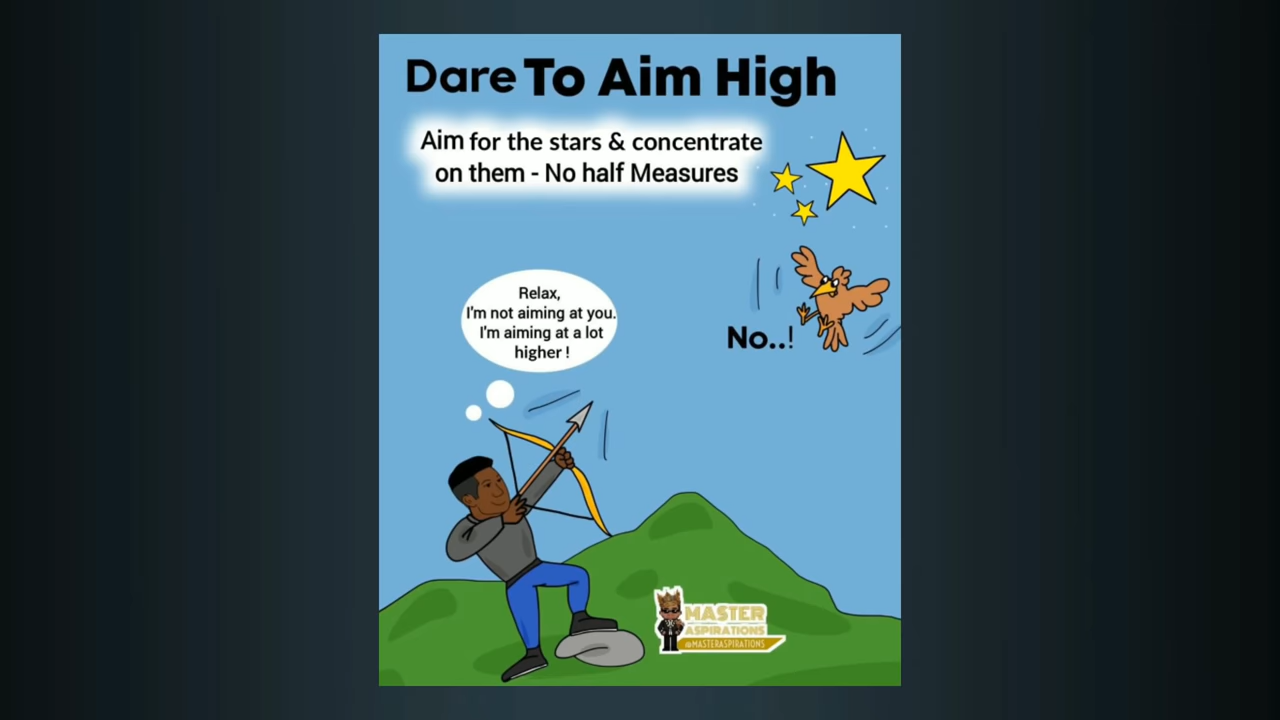 Dare To Aim High
Aim for the stars & concentrate
on them - No half Measures
Relax,
I'm not aiming at you.
I'm aiming at a lot
higher !
No..!
MASTER
ASPIRATIONS
@MASTERASPIRATIONS